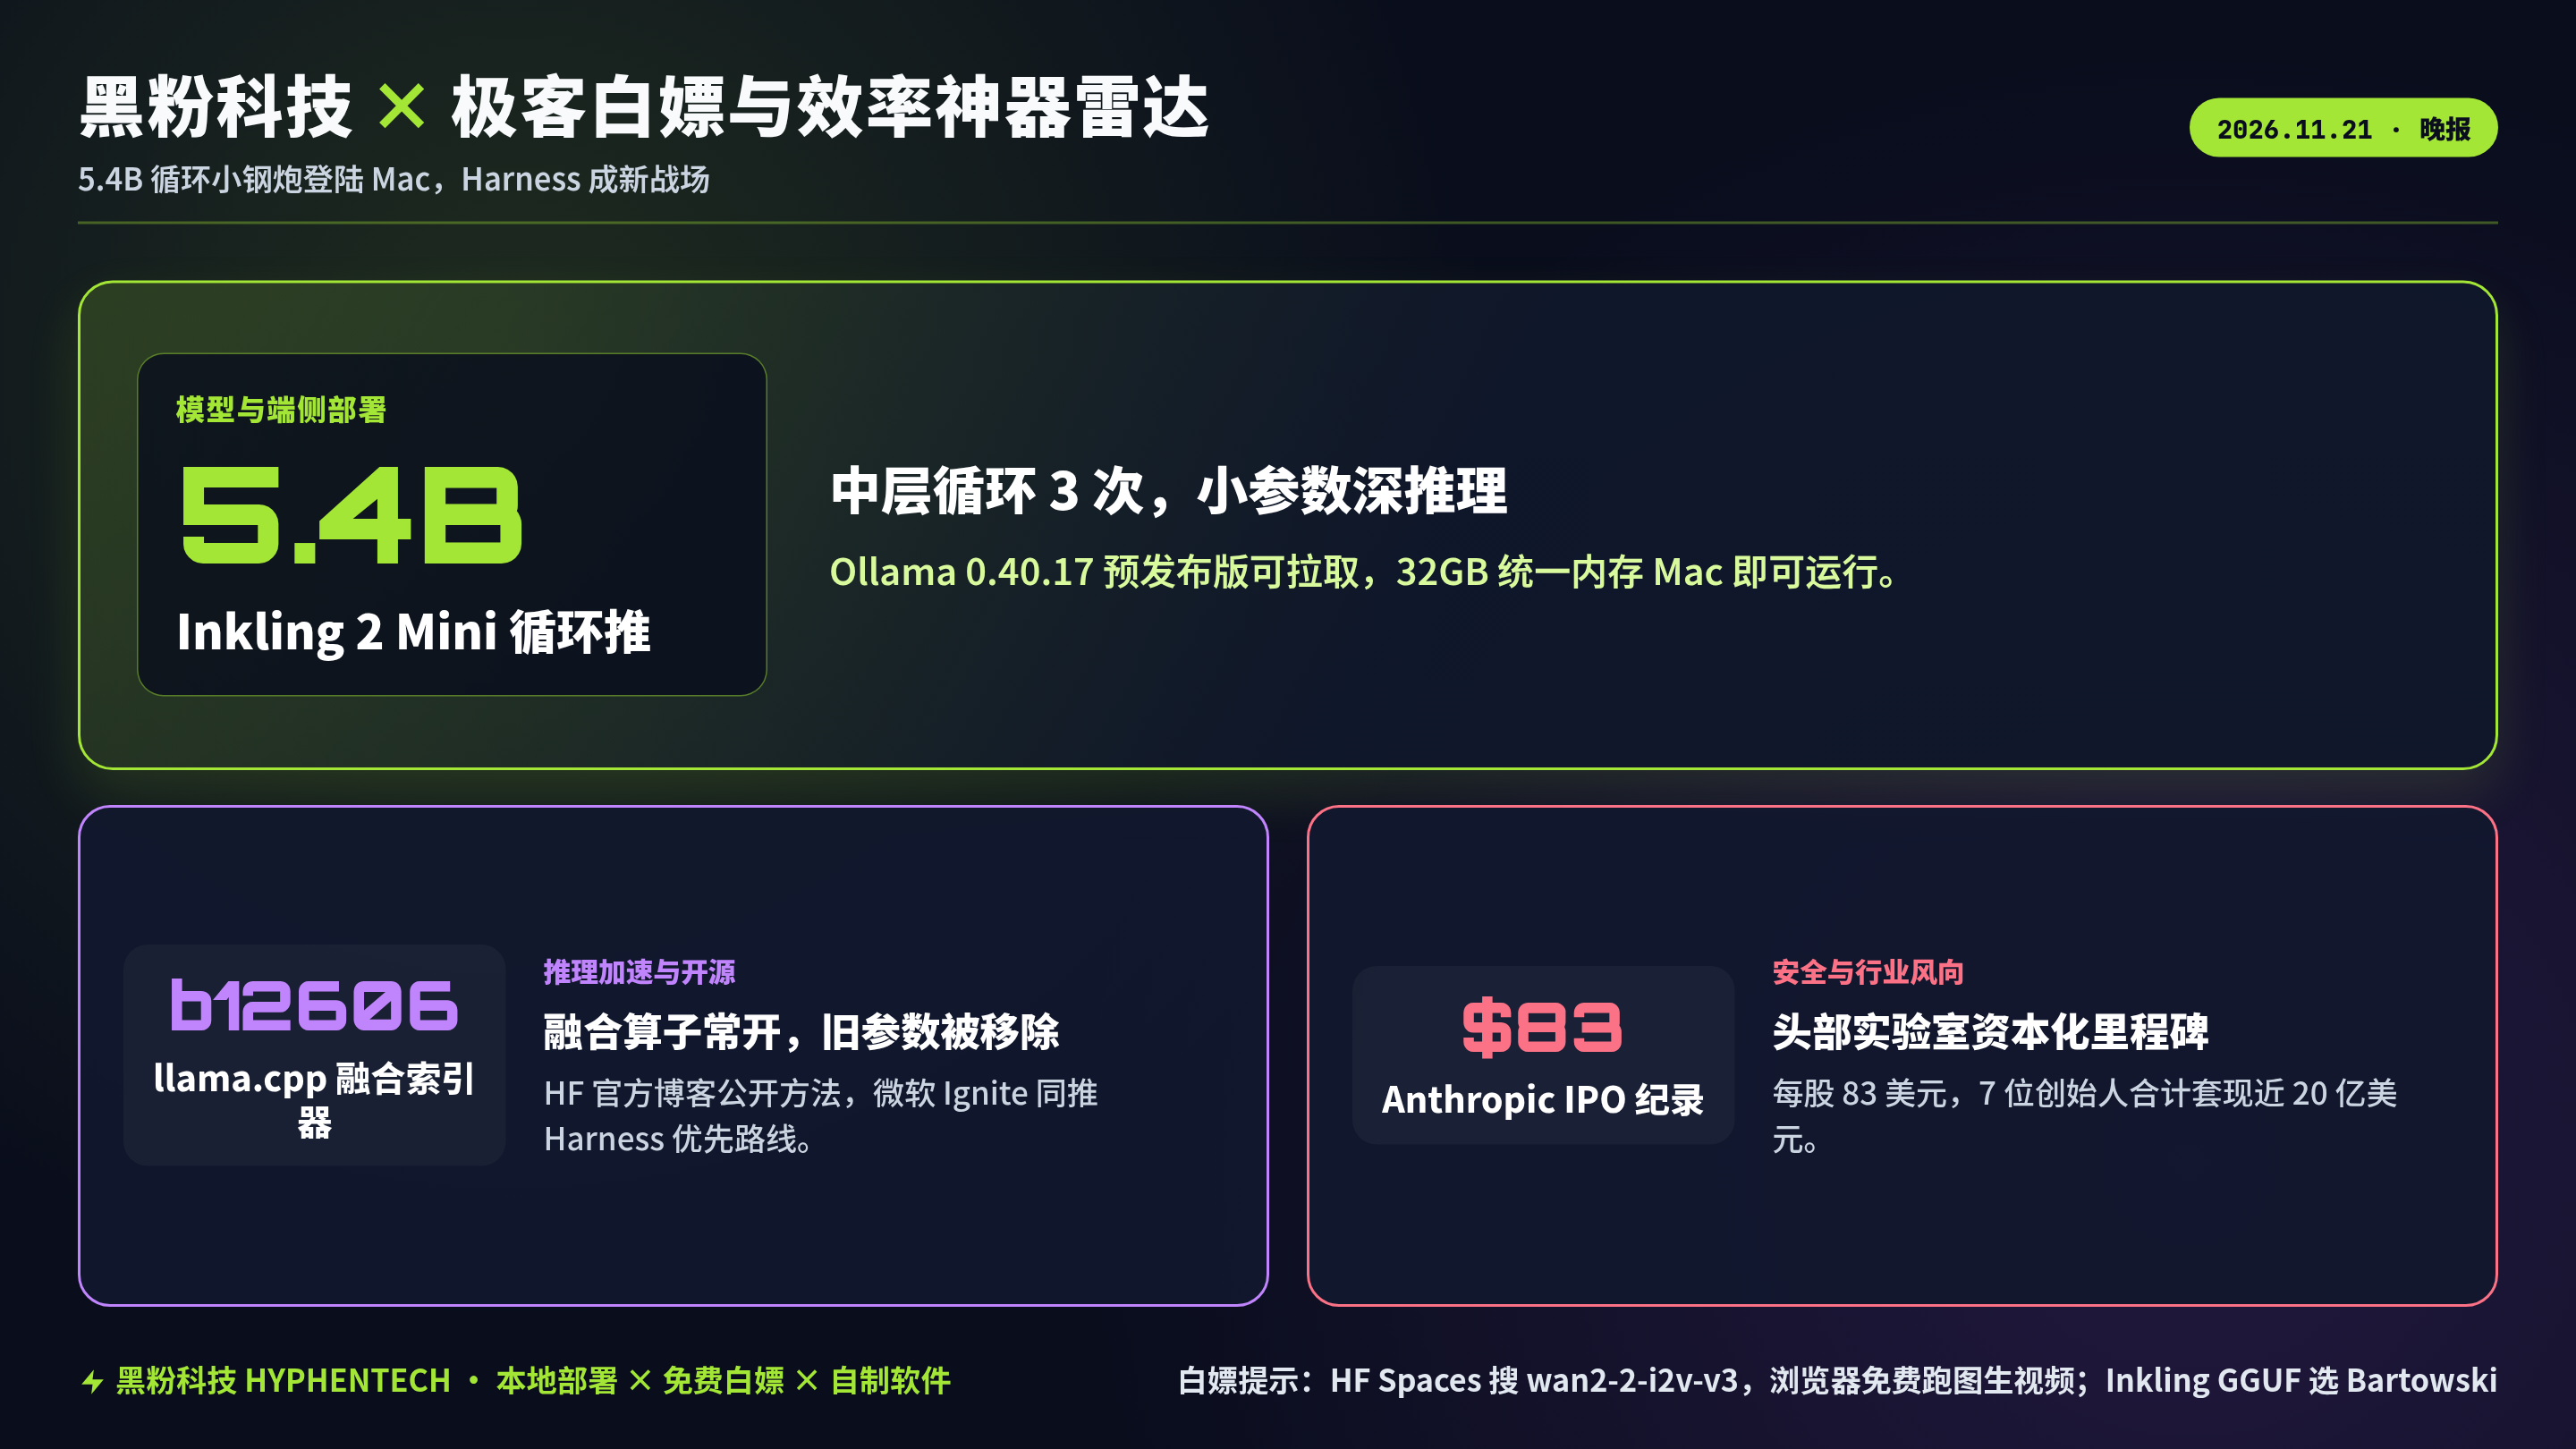 黑粉科技 × 极客白嫖与效率神器雷达
5.4B 循环小钢炮登陆 Mac，Harness 成新战场
2026.11.21 · 晚报
模型与端侧部署
5.4B
Inkling 2 Mini 循环推
中层循环 3 次，小参数深推理
Ollama 0.40.17 预发布版可拉取，32GB 统一内存 Mac 即可运行。
b12606
llama.cpp 融合索引
器
推理加速与开源
融合算子常开，旧参数被移除
HF 官方博客公开方法，微软 Ignite 同推
Harness 优先路线。
$83
Anthropic IPO 纪录
安全与行业风向
头部实验室资本化里程碑
每股 83 美元，7 位创始人合计套现近 20 亿美
元。
黑粉科技 HYPHENTECH · 本地部署 × 免费白嫖 × 自制软件
白嫖提示：HF Spaces 搜 wan2-2-i2v-v3，浏览器免费跑图生视频；Inkling GGUF 选 Bartowski